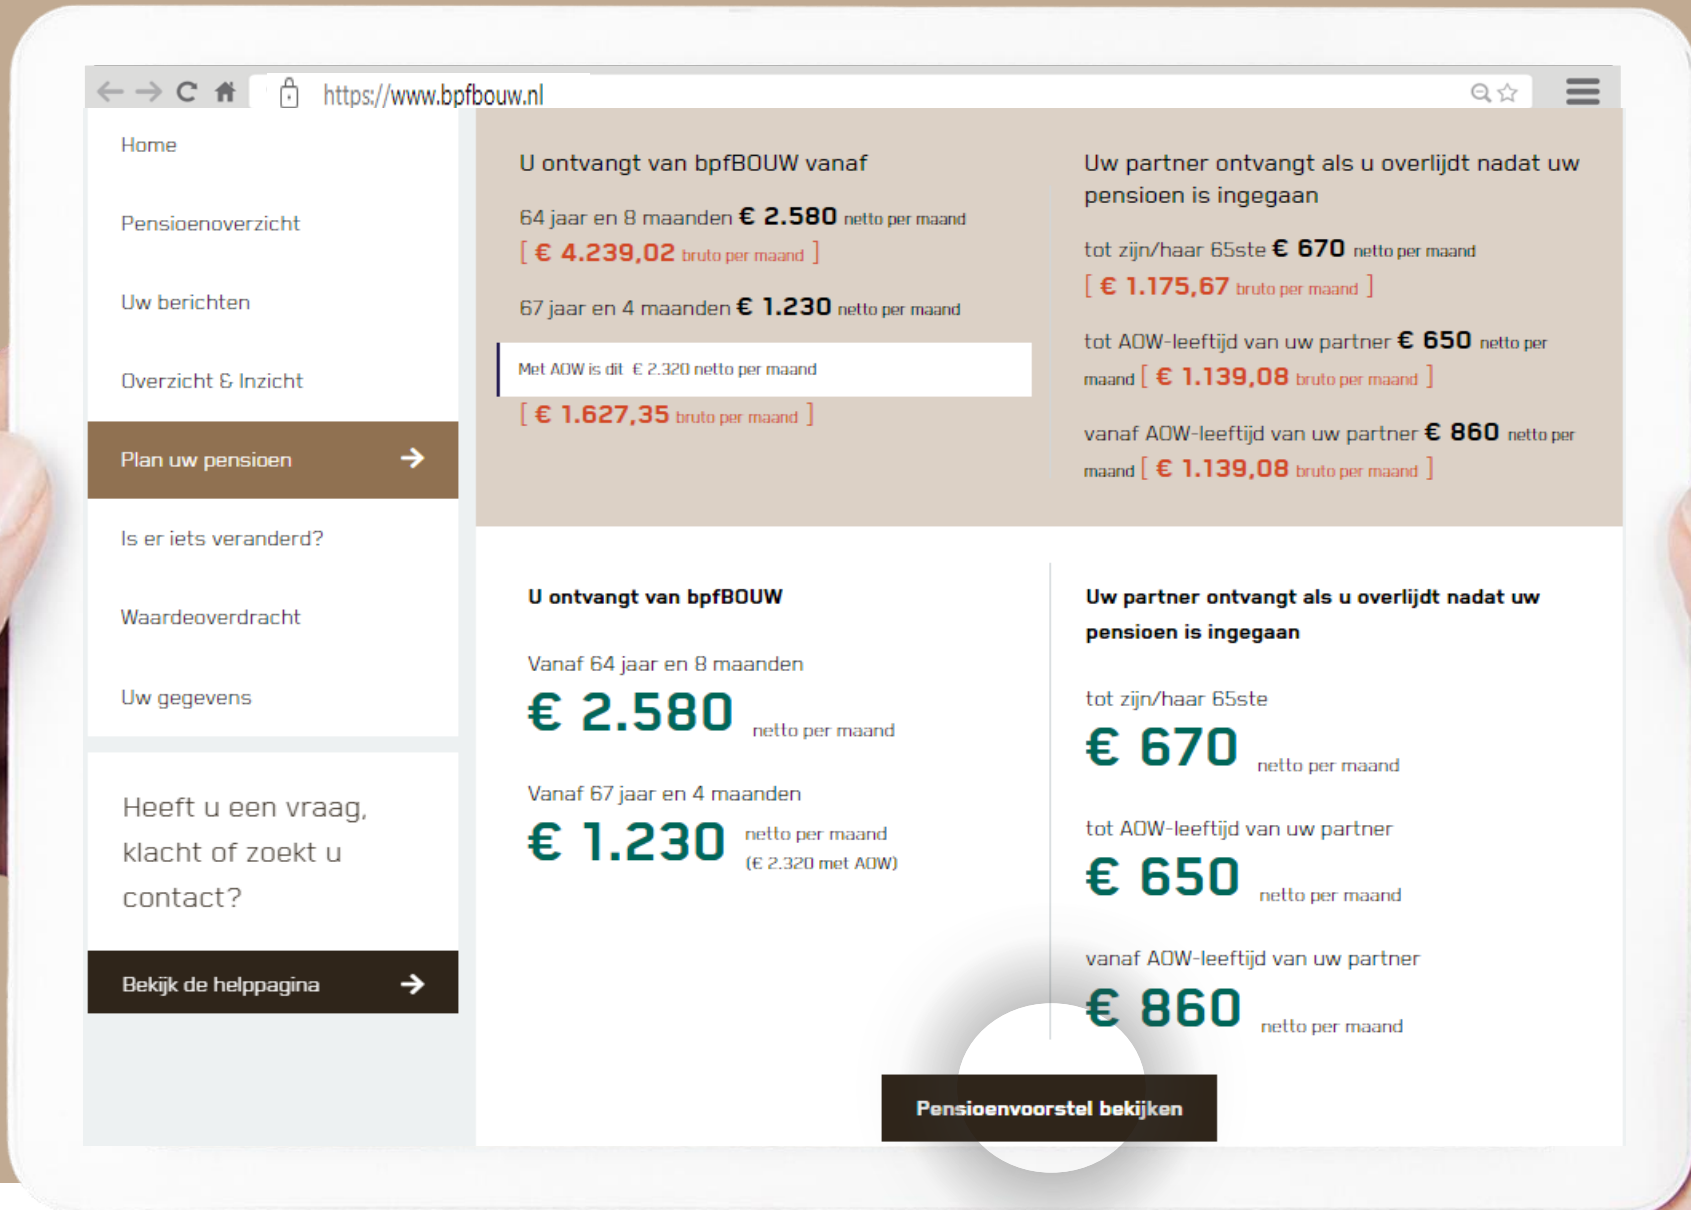 https://www.bpfbouw.nl
Home
Pensioenoverzicht
Uw berichten
Overzicht & Inzicht
Plan uw pensioen
Is er iets veranderd?
Waardeoverdracht
Uw gegevens
Heeft u een vraag,
klacht of zoekt u
contact?
Bekijk de helppagina
U ontvangt van bpfBOUW vanaf
64 jaar en 8 maanden € 2.580 netto per maand
[ € 4.239,02 bruto per maand ]
67 jaar en 4 maanden € 1.230 netto per maand
Met AOW is dit € 2.320 netto per maand
[ € 1.627,35 bruto per maand ]
Uw partner ontvangt als u overlijdt nadat uw
pensioen is ingegaan
tot zijn/haar 65ste € 670 netto per maand
[ € 1.175,67 bruto per maand ]
tot AOW-leeftijd van uw partner € 650 netto per
maand [ € 1.139,08 bruto per maand ]
vanaf AOW-leeftijd van uw partner € 860 netto per
maand [ € 1.139,08 bruto per maand ]
U ontvangt van bpfBOUW
Vanaf 64 jaar en 8 maanden
€ 2.580 netto per maand
Vanaf 67 jaar en 4 maanden
€ 1.230 netto per maand
(€ 2.320 met AOW)
Uw partner ontvangt als u overlijdt nadat uw
pensioen is ingegaan
tot zijn/haar 65ste
€ 670 netto per maand
tot AOW-leeftijd van uw partner
€ 650 netto per maand
vanaf AOW-leeftijd van uw partner
€ 860 netto per maand
Pensioenvoorstel bekijken